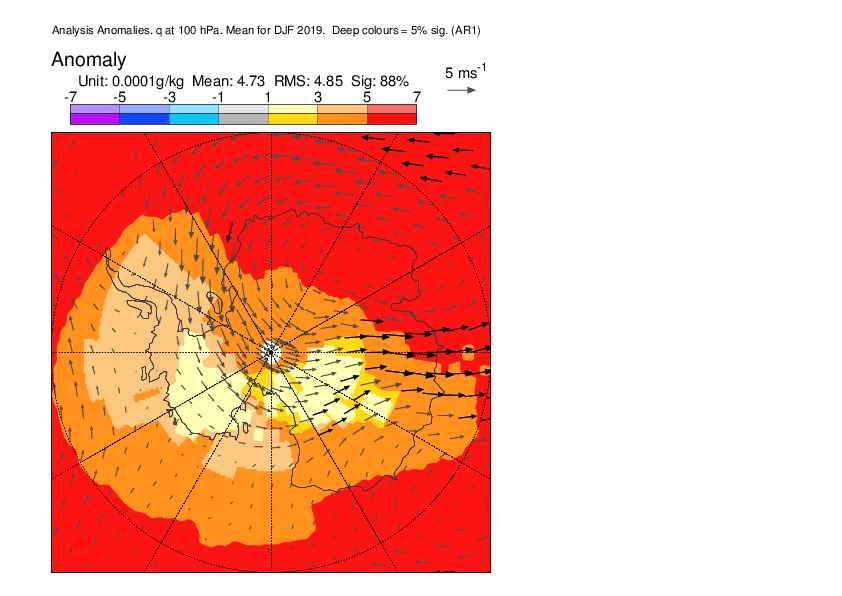 Analysis Anomalies. q at 100 hPa. Mean for DJF 2019.  Deep colours = 5% sig. (AR1)
Anomaly
5 ms-1
Unit: 0.0001g/kg  Mean: 4.73  RMS: 4.85  Sig: 88%
-7 -5 -3 -1 1 3 5 7